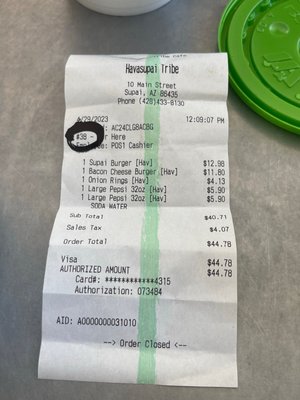 Havasupai Tribe
10 Main Street
Supai, AZ 86435
Phone (428)433-8130
6/29/2023 12:09:07 PM
AC24CLG8ACBG
#38 - Here
POS1 Cashier
1 Supai Burger [Hav] $12.98
1 Bacon Cheese Burger [Hav] $11.80
1 Onion Rings [Hav] $4.13
1 Large Pepsi 32oz [Hav] $5.90
1 Large Pepsi 32oz [Hav] $5.90
SODA WATER
Sub Total $40.71
Sales Tax $4.07
Order Total $44.78
Visa $44.78
AUTHORIZED AMOUNT $44.78
Card#: ************4315
Authorization: 073484
AID: A0000000031010
--> Order Closed <--